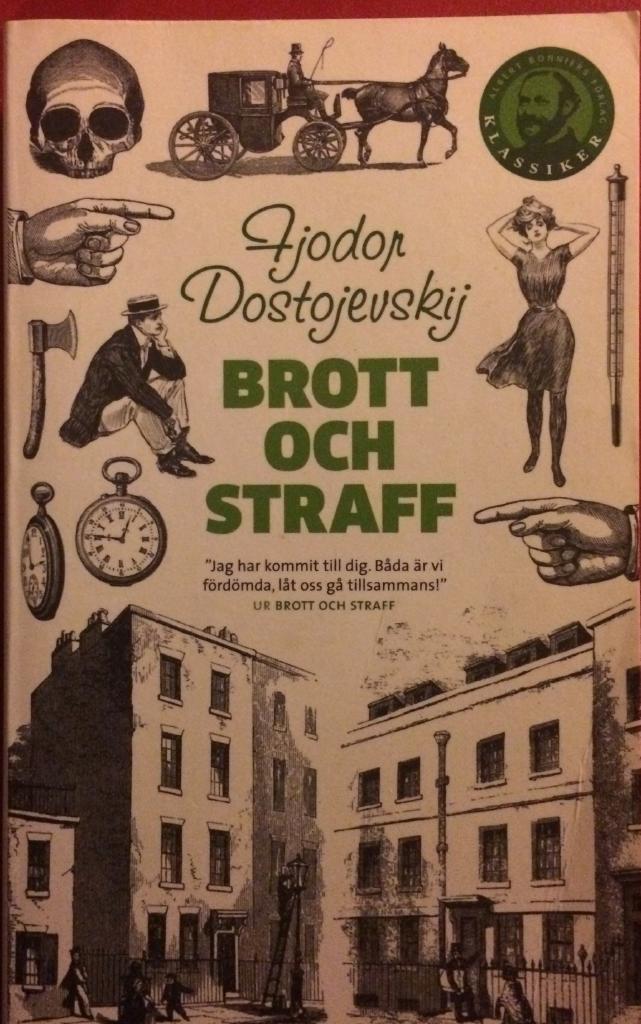 ALBERT BONNIERS FÖRLAG
KLASSIKER
Fjodor
Dostojevskij
BROTT
OCH
STRAFF
"Jag har kommit till dig. Båda är vi
fördömda, låt oss gå tillsammans!"
UR BROTT OCH STRAFF